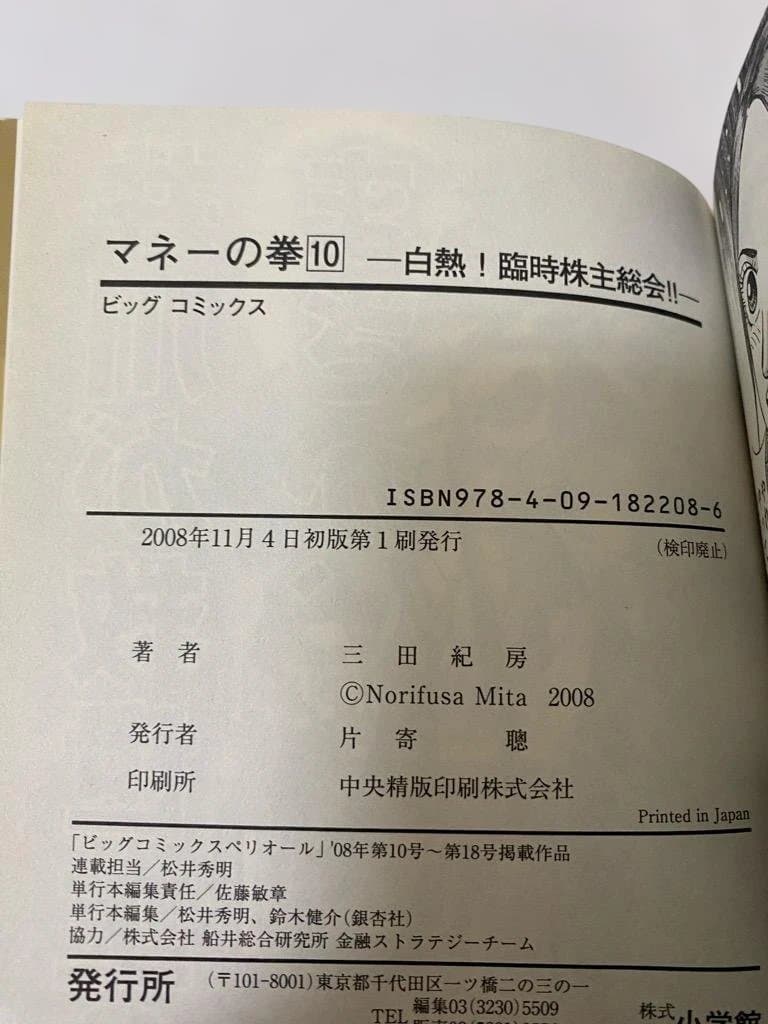 マネーの拳10 ―白熱!臨時株主総会!!―
ビッグ コミックス
ISBN978-4-09-182208-6
2008年11月4日初版第1刷発行 (検印廃止)
著 者 三 田 紀 房
©Norifusa Mita 2008
発行者 片 寄 聰
印刷所 中央精版印刷株式会社
Printed in Japan
「ビッグコミックスペリオール」'08年第10号〜第18号掲載作品
連載担当/松井秀明
単行本編集責任/佐藤敏章
単行本編集/松井秀明、鈴木健介(銀杏社)
協力/株式会社 船井総合研究所 金融ストラテジーチーム
発行所 (〒101-8001)東京都千代田区一ツ橋二の三の一
TEL 編集03(3230)5509
株式 小学館